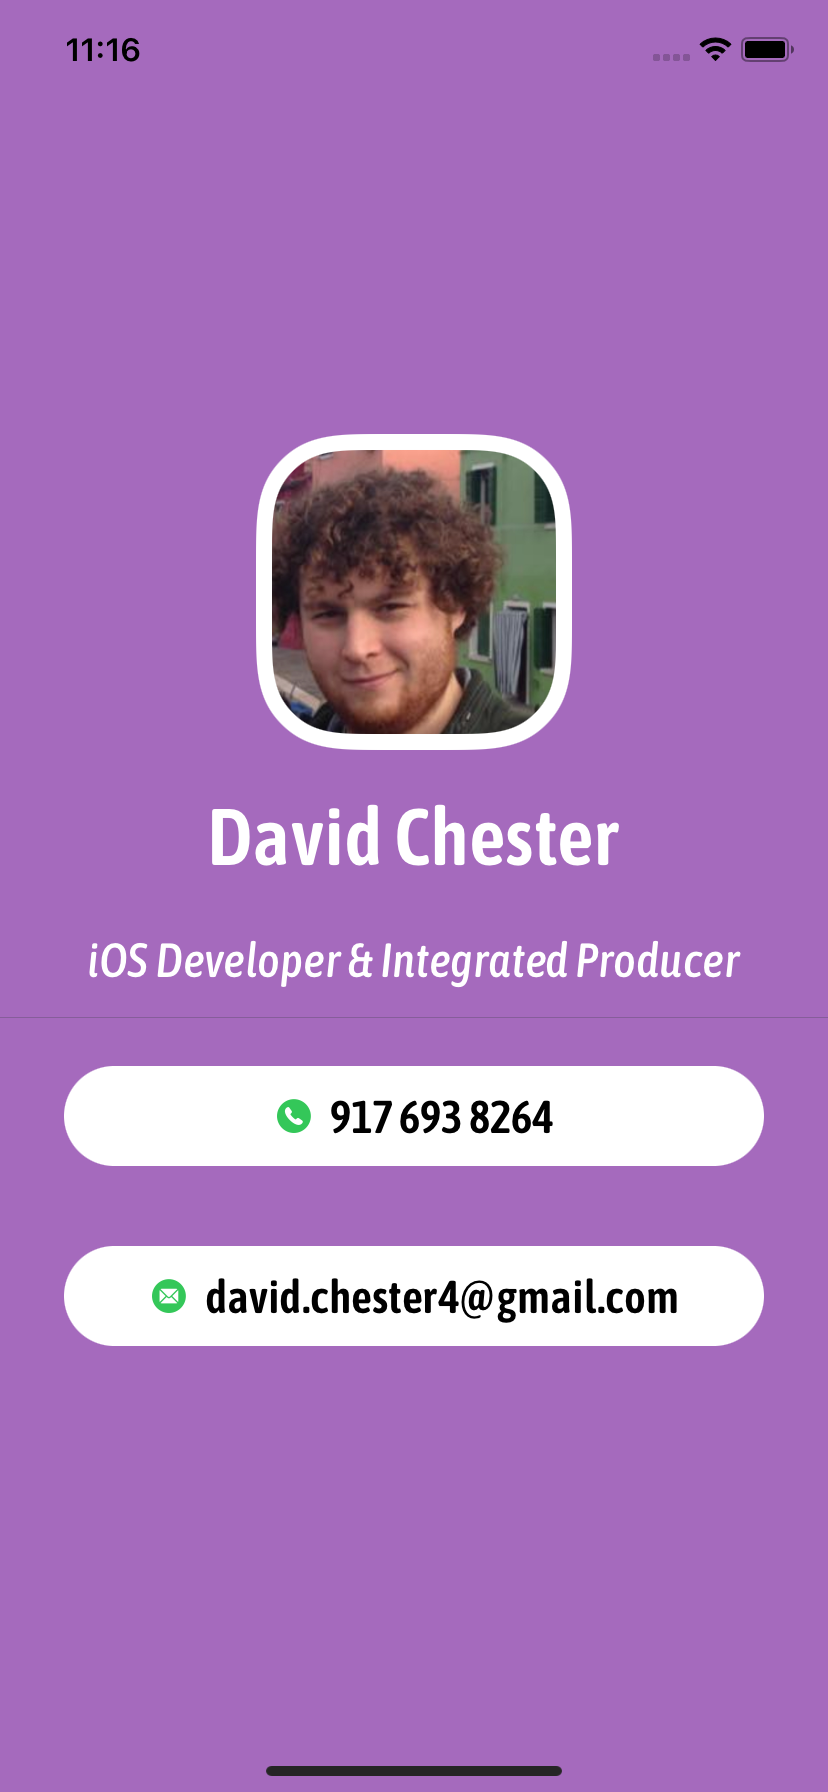 11:16
David Chester
iOS Developer & Integrated Producer
917 693 8264
david.chester4@gmail.com